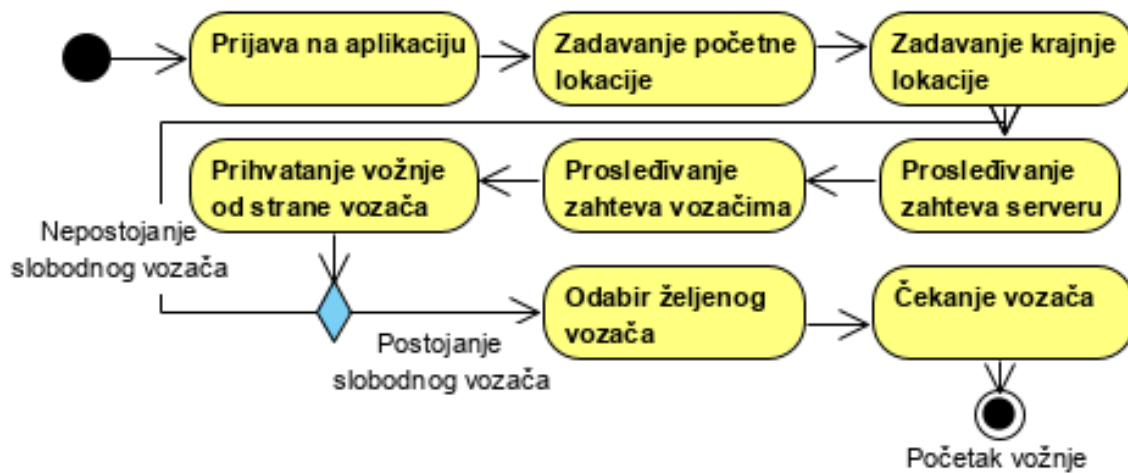 Prijava na aplikaciju
Zadavanje početne
lokacije
Zadavanje krajnje
lokacije
Prihvatanje vožnje
od strane vozača
Prosleđivanje
zahteva vozačima
Prosleđivanje
zahteva serveru
Nepostojanje
slobodnog vozača
Odabir željenog
vozača
Čekanje vozača
Postojanje
slobodnog vozača
Početak vožnje